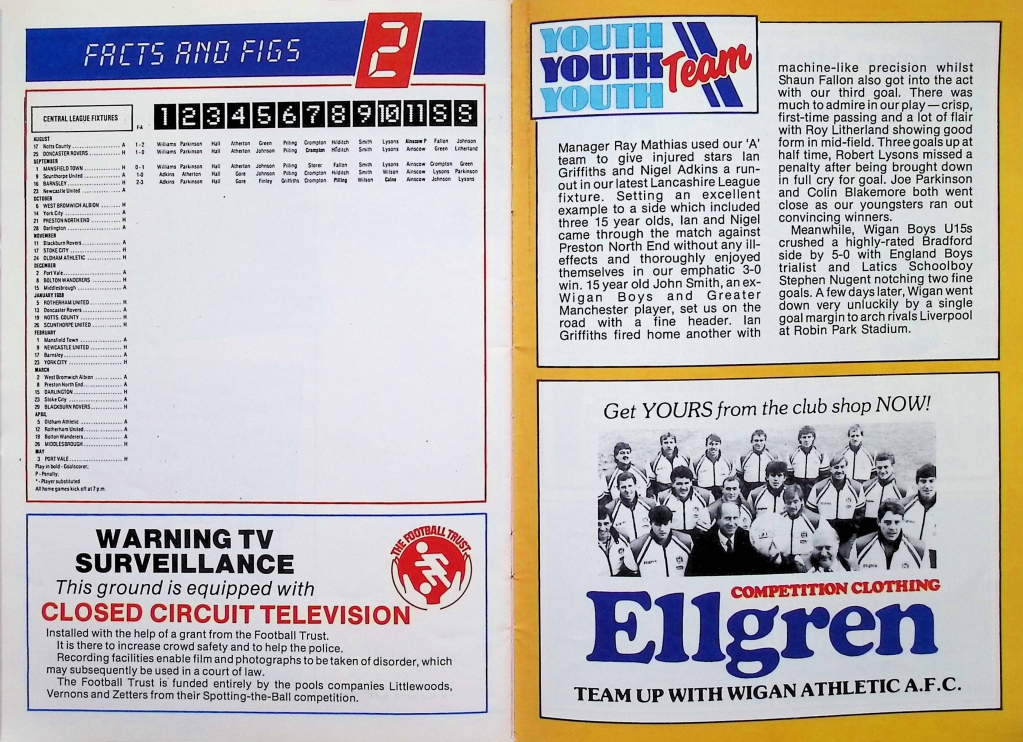 FACTS AND FIGS 2
CENTRAL LEAGUE FIXTURES
FA 1 2 3 4 5 6 7 8 9 10 11 S S
AUGUST
17 Notts County A 1-2 Williams Parkinson Hall Atherton Green Pilling Crompton Hilditch Smith Lysons Ainscow P Fallon Johnson
25 DONCASTER ROVERS H 1-0 Williams Parkinson Hall Atherton Johnson Pilling Crompton Hilditch Smith Lysons Ainscow Green Litherland
SEPTEMBER
1 MANSFIELD TOWN H 0-1 Williams Parkinson Hall Atherton Johnson Pilling Storer Fallon Smith Lysons Ainscow Crompton Green
9 Scunthorpe United A 1-0 Adkins Atherton Hall Gore Johnson Pilling Crompton Hilditch Smith Wilson Ainscow Lysons Parkinson
16 BARNSLEY H 2-3 Adkins Parkinson Hall Gore Finley Griffiths Crompton Pilling Wilson Ainscow Johnson Lysons
23 Newcastle United A
OCTOBER
6 WEST BROMWICH ALBION H
14 York City A
21 PRESTON NORTH END H
28 Darlington A
NOVEMBER
11 Blackburn Rovers A
17 STOKE CITY H
24 OLDHAM ATHLETIC H
DECEMBER
2 Port Vale A
8 BOLTON WANDERERS H
15 Middlesbrough A
JANUARY 1988
5 ROTHERHAM UNITED H
13 Doncaster Rovers A
19 NOTTS COUNTY H
26 SCUNTHORPE UNITED H
FEBRUARY
1 Mansfield Town A
9 NEWCASTLE UNITED H
17 Barnsley A
23 YORK CITY H
MARCH
2 West Bromwich Albion A
8 Preston North End A
15 DARLINGTON H
23 Stoke City A
29 BLACKBURN ROVERS H
APRIL
5 Oldham Athletic A
12 Rotherham United A
19 Bolton Wanderers A
26 MIDDLESBROUGH H
MAY
3 PORT VALE H
Play in bold - Goalscorer;
P - Penalty;
* - Player substituted
All home games kick off at 7 p.m.
WARNING TV
SURVEILLANCE
THE FOOTBALL TRUST
This ground is equipped with
CLOSED CIRCUIT TELEVISION
Installed with the help of a grant from the Football Trust.
It is there to increase crowd safety and to help the police.
Recording facilities enable film and photographs to be taken of disorder, which
may subsequently be used in a court of law.
The Football Trust is funded entirely by the pools companies Littlewoods,
Vernons and Zetters from their Spotting-the-Ball competition.
YOUTH
YOUTH Team
YOUTH
Manager Ray Mathias used our 'A'
team to give injured stars Ian
Griffiths and Nigel Adkins a run-
out in our latest Lancashire League
fixture. Setting an excellent
example to a side which included
three 15 year olds, Ian and Nigel
came through the match against
Preston North End without any ill-
effects and thoroughly enjoyed
themselves in our emphatic 3-0
win. 15 year old John Smith, an ex-
Wigan Boys and Greater
Manchester player, set us on the
road with a fine header. Ian
Griffiths fired home another with
machine-like precision whilst
Shaun Fallon also got into the act
with our third goal. There was
much to admire in our play — crisp,
first-time passing and a lot of flair
with Roy Litherland showing good
form in mid-field. Three goals up at
half time, Robert Lysons missed a
penalty after being brought down
in full cry for goal. Joe Parkinson
and Colin Blakemore both went
close as our youngsters ran out
convincing winners.
Meanwhile, Wigan Boys U15s
crushed a highly-rated Bradford
side by 5-0 with England Boys
trialist and Latics Schoolboy
Stephen Nugent notching two fine
goals. A few days later, Wigan went
down very unluckily by a single
goal margin to arch rivals Liverpool
at Robin Park Stadium.
Get YOURS from the club shop NOW!
COMPETITION CLOTHING
Ellgren
TEAM UP WITH WIGAN ATHLETIC A.F.C.